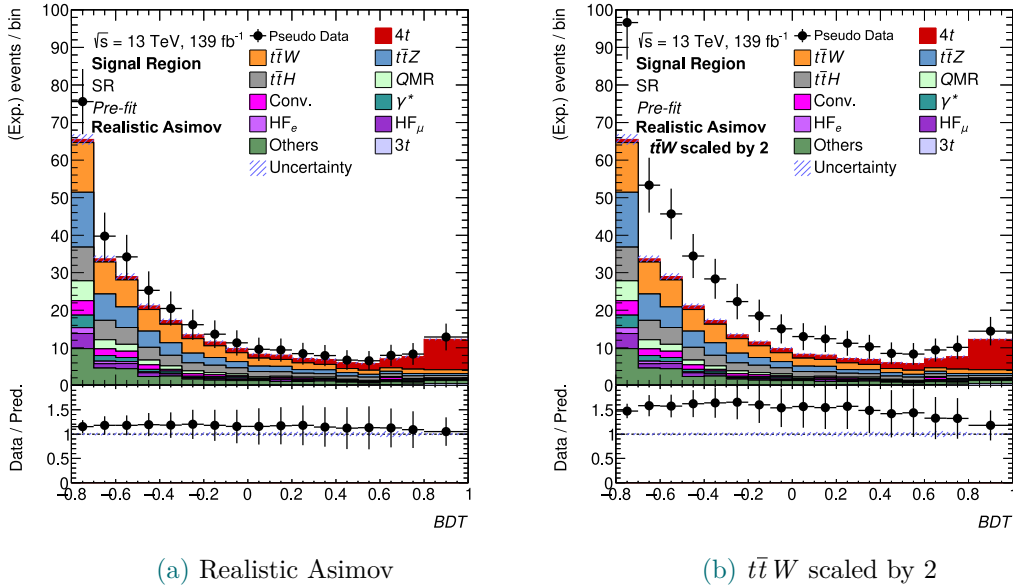 (Exp.) events / bin
100
90
80
70
60
50
40
30
20
10
0
√s = 13 TeV, 139 fb⁻¹
Signal Region
SR
Pre-fit
Realistic Asimov
Pseudo Data
4t
tt̄W
tt̄Z
tt̄H
QMR
Conv.
γ*
HFe
HFμ
Others
3t
Uncertainty
Data / Pred.
1.5
1
0.5
0
−0.8 −0.6 −0.4 −0.2 0 0.2 0.4 0.6 0.8 1
BDT
(a) Realistic Asimov
(Exp.) events / bin
100
90
80
70
60
50
40
30
20
10
0
√s = 13 TeV, 139 fb⁻¹
Signal Region
SR
Pre-fit
Realistic Asimov
tt̄W scaled by 2
Pseudo Data
4t
tt̄W
tt̄Z
tt̄H
QMR
Conv.
γ*
HFe
HFμ
Others
3t
Uncertainty
Data / Pred.
1.5
1
0.5
0
−0.8 −0.6 −0.4 −0.2 0 0.2 0.4 0.6 0.8 1
BDT
(b) tt̄ W scaled by 2